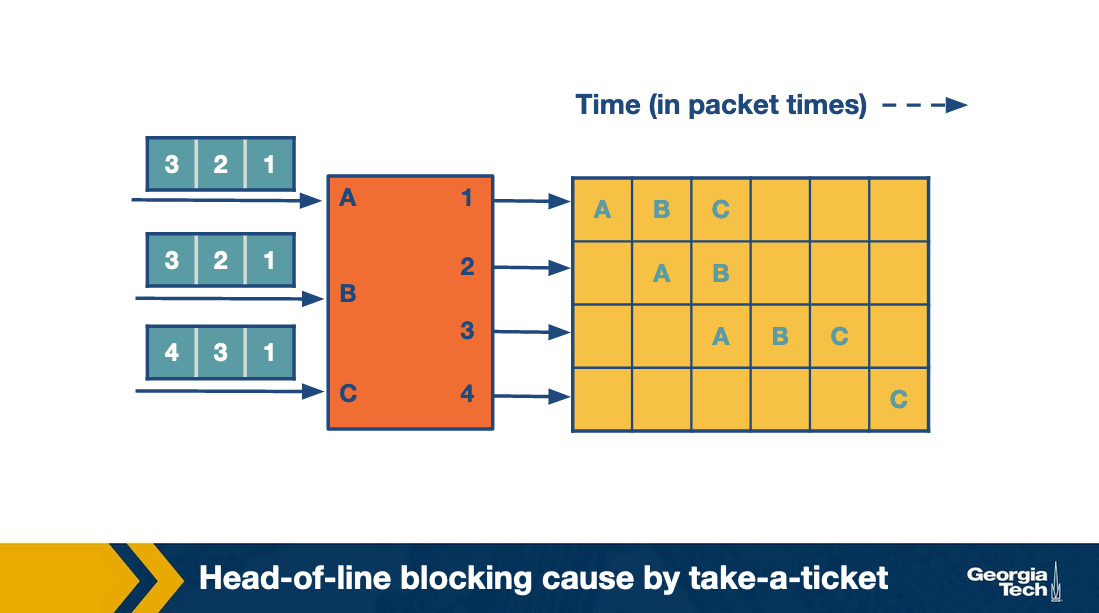 Time (in packet times)
3 2 1
A 1
A B C
3 2 1
2
A B
B
3
A B C
4 3 1
C 4
C
Head-of-line blocking cause by take-a-ticket
Georgia
Tech